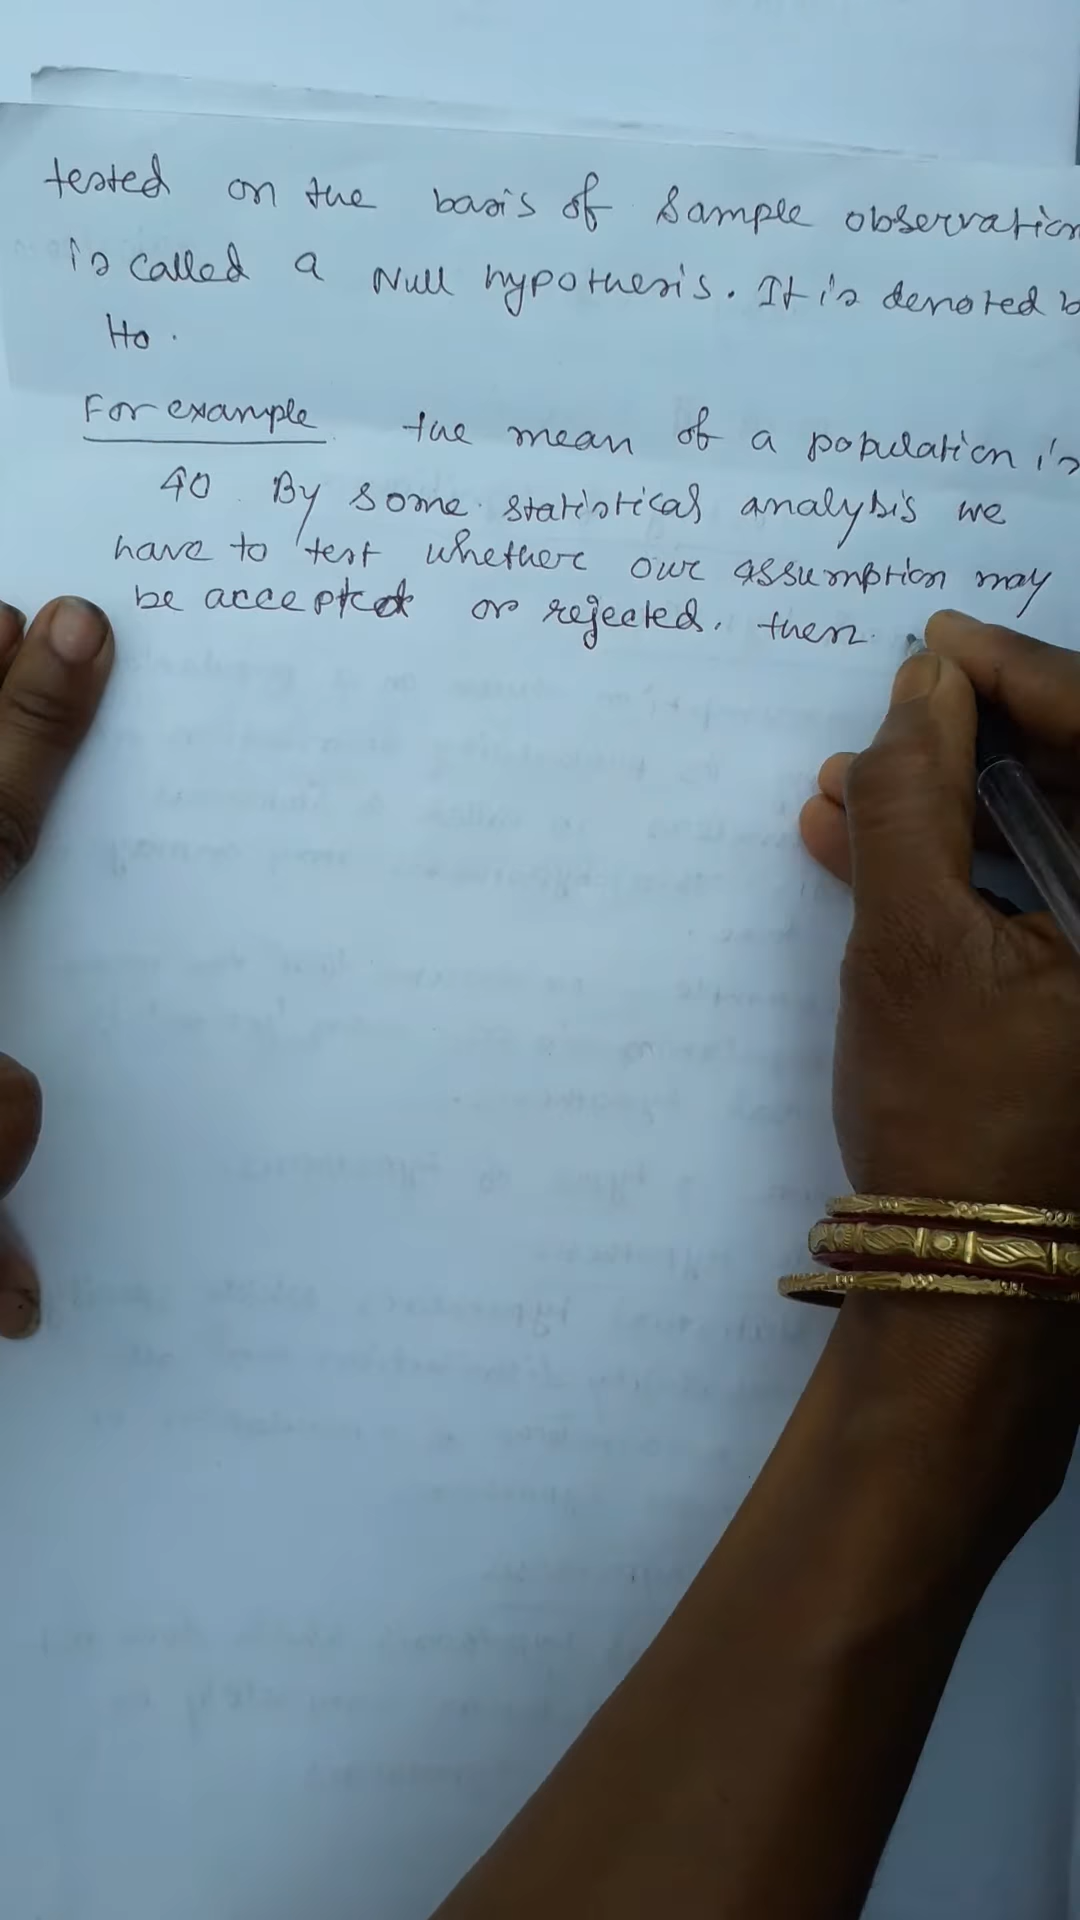 tested on the basis of sample observation
is called a Null hypothesis. It is denoted b
Ho.
For example the mean of a population is
40. By some statistical analysis we
have to test whether our assumption may
be accepted or rejected. then.